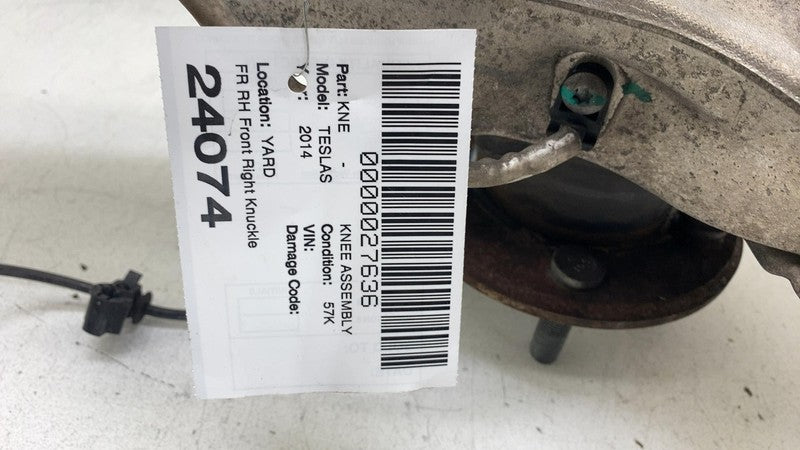 0000027636
Part: KNE - KNEE ASSEMBLY
Model: TESLAS Condition: 57K
2014 VIN:
Damage Code:
Location: YARD
FR RH Front Right Knuckle
24074